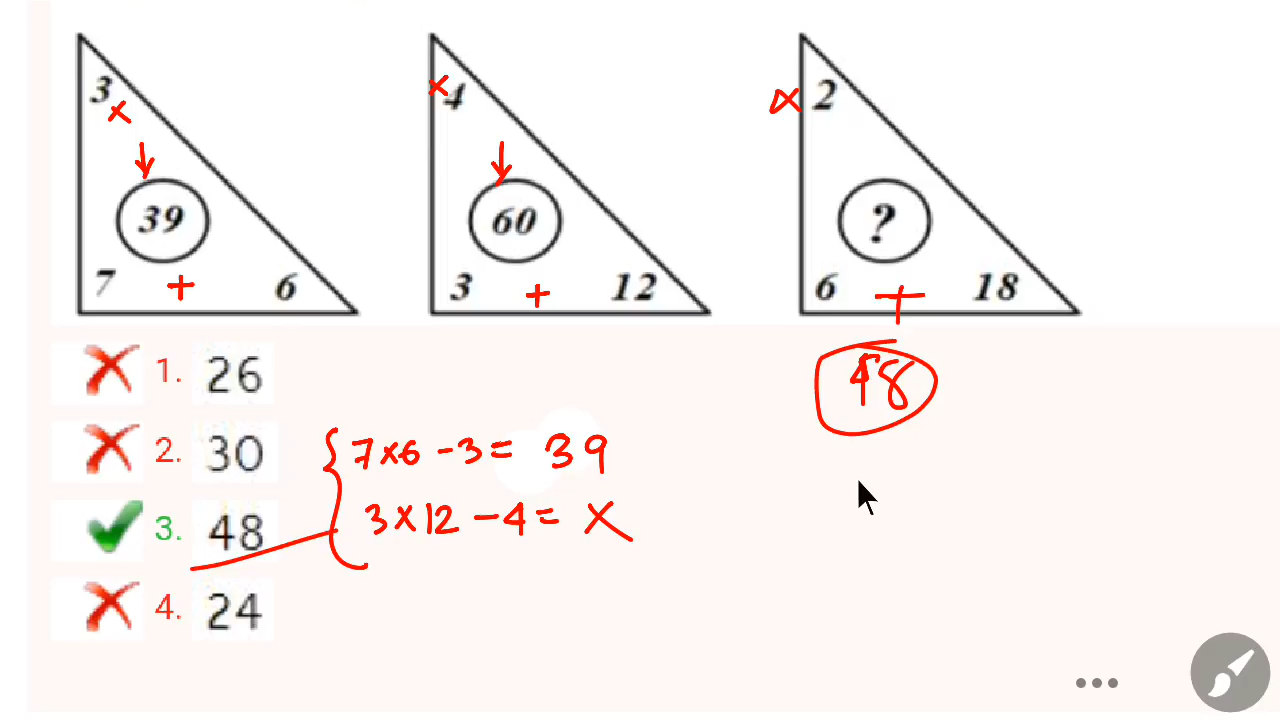 3 × 4 × 2
39 60 ?
7 + 6 3 + 12 6 + 18
1. 26
48
2. 30
7×6 -3= 39
3. 48
3×12 -4= ×
4. 24